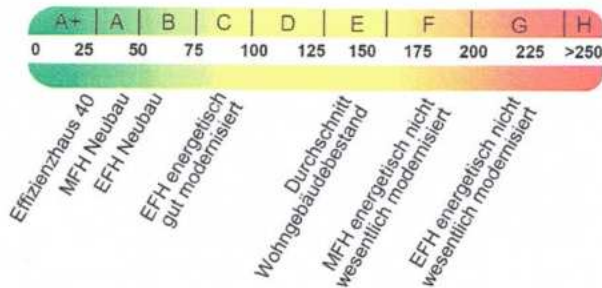 A+ A B C D E F G H
0 25 50 75 100 125 150 175 200 225 >250
Effizienzhaus 40
MFH Neubau
EFH Neubau
EFH energetisch
gut modernisiert
Durchschnitt
Wohngebäudebestand
MFH energetisch nicht
wesentlich modernisiert
EFH energetisch nicht
wesentlich modernisiert